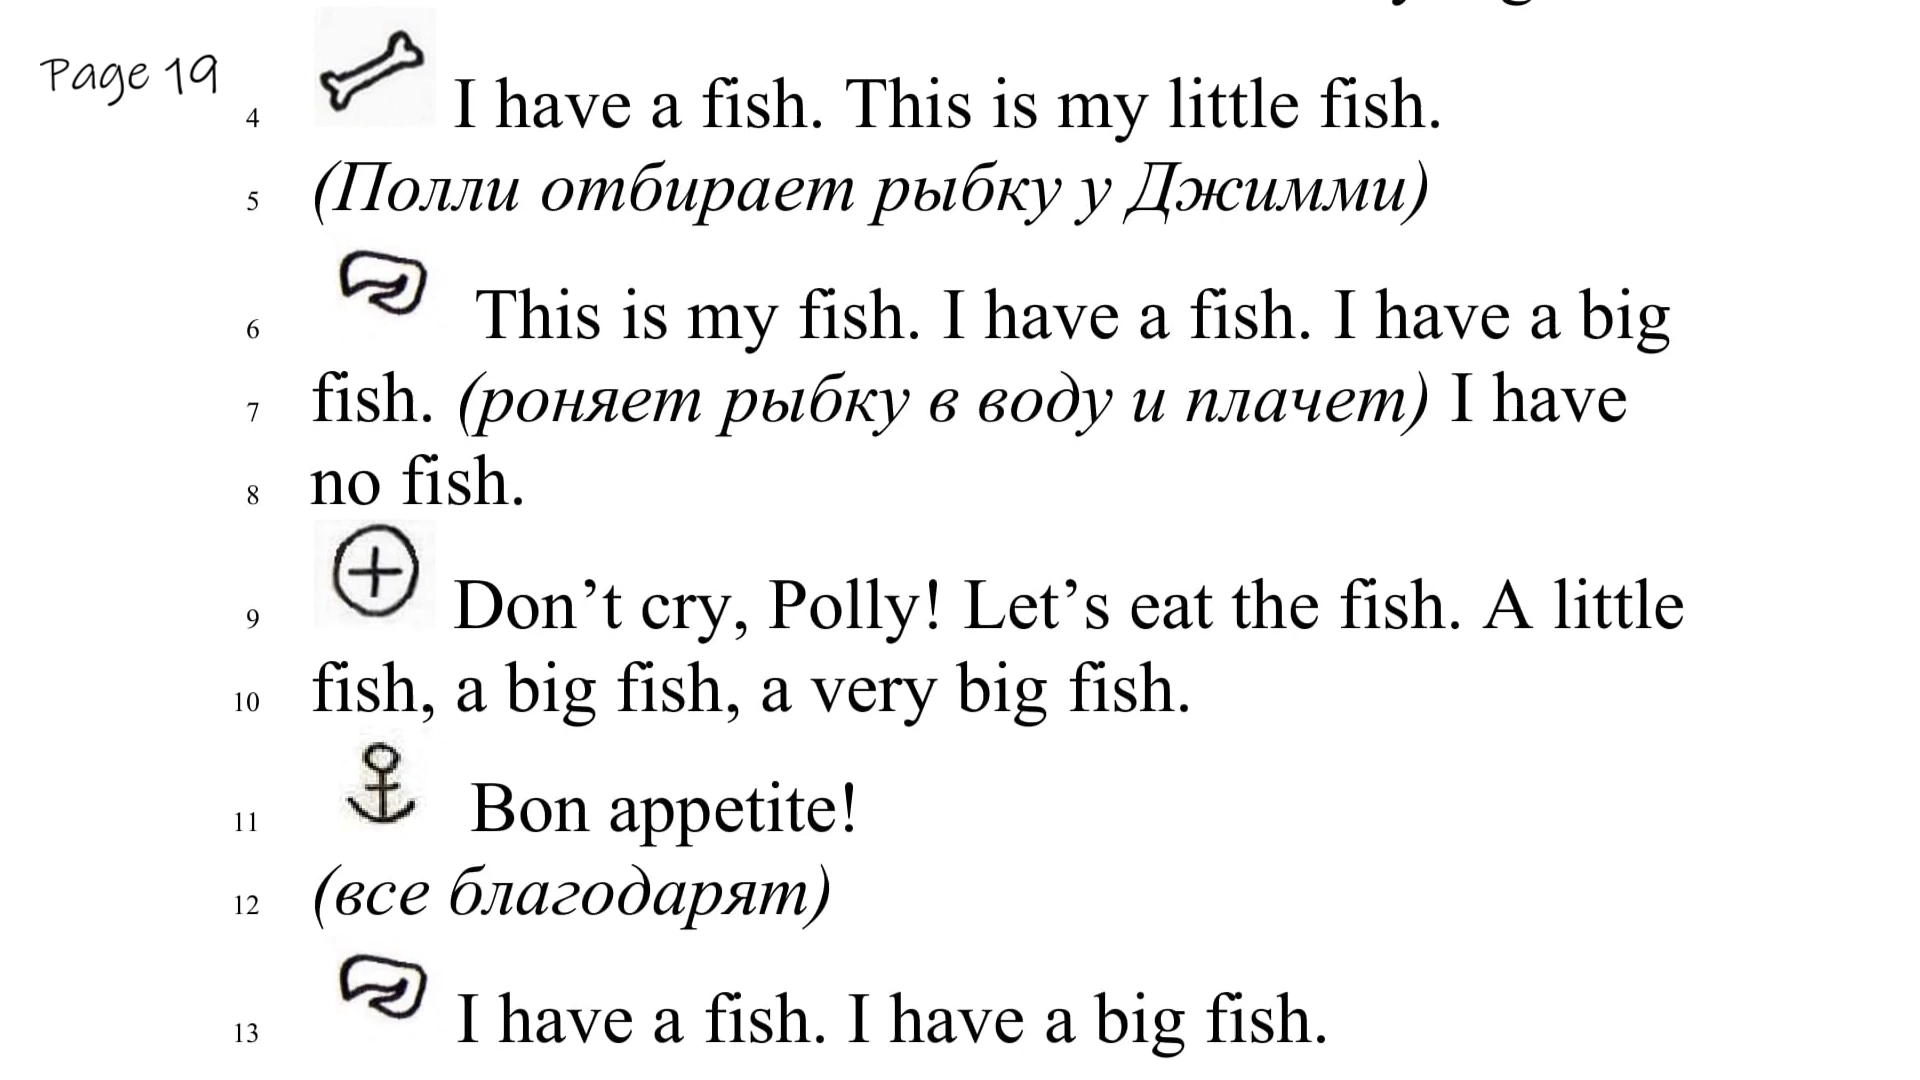 Page 19
4 I have a fish. This is my little fish.
5 (Полли отбирает рыбку у Джимми)
6 This is my fish. I have a fish. I have a big
7 fish. (роняет рыбку в воду и плачет) I have
8 no fish.
9 Don’t cry, Polly! Let’s eat the fish. A little
10 fish, a big fish, a very big fish.
11 Bon appetite!
12 (все благодарят)
13 I have a fish. I have a big fish.